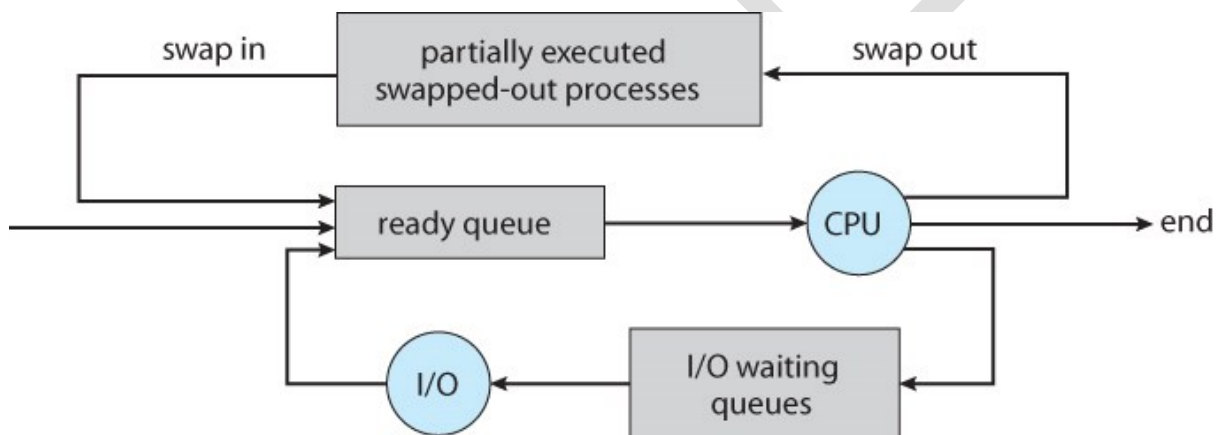 swap in
partially executed
swapped-out processes
swap out
ready queue
CPU
end
I/O
I/O waiting
queues